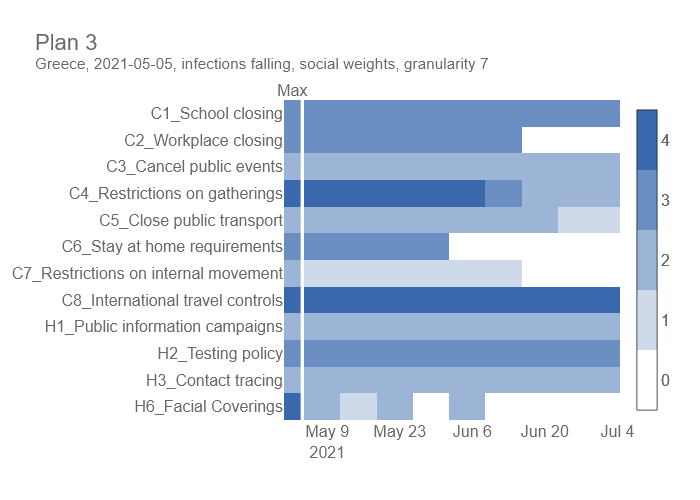 Plan 3
Greece, 2021-05-05, infections falling, social weights, granularity 7
Max
C1_School closing
C2_Workplace closing
C3_Cancel public events
C4_Restrictions on gatherings
C5_Close public transport
C6_Stay at home requirements
C7_Restrictions on internal movement
C8_International travel controls
H1_Public information campaigns
H2_Testing policy
H3_Contact tracing
H6_Facial Coverings
May 9 May 23 Jun 6 Jun 20 Jul 4
2021
4
3
2
1
0